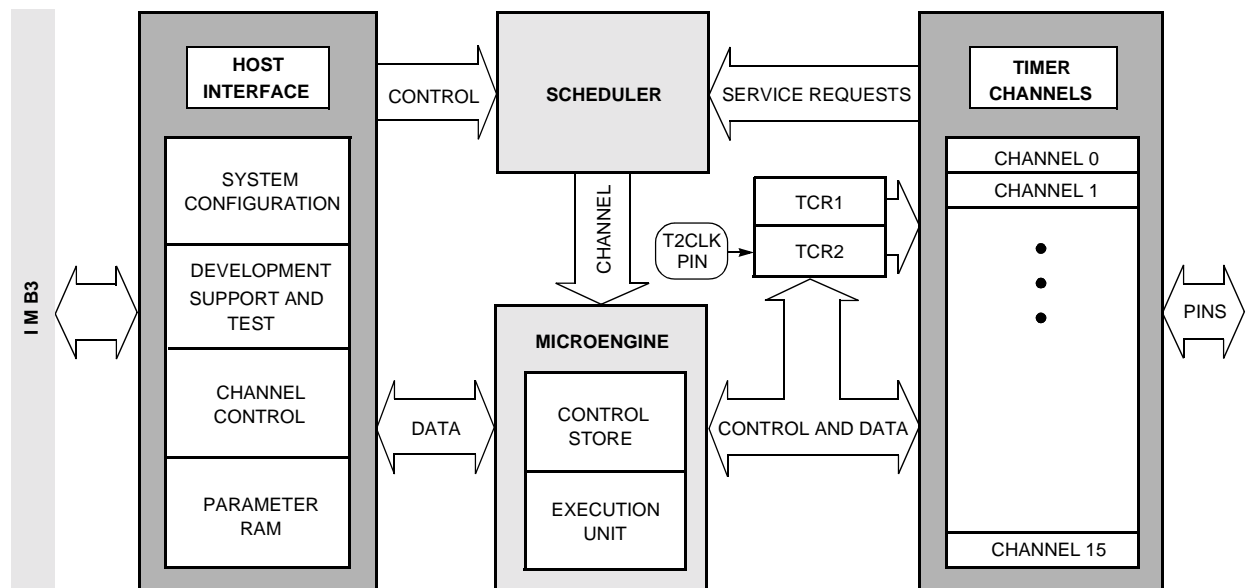 I M B3
HOST
INTERFACE
SYSTEM
CONFIGURATION
DEVELOPMENT
SUPPORT AND
TEST
CHANNEL
CONTROL
PARAMETER
RAM
CONTROL
SCHEDULER
SERVICE REQUESTS
CHANNEL
T2CLK
PIN
TCR1
TCR2
DATA
MICROENGINE
CONTROL
STORE
EXECUTION
UNIT
CONTROL AND DATA
TIMER
CHANNELS
CHANNEL 0
CHANNEL 1
CHANNEL 15
PINS